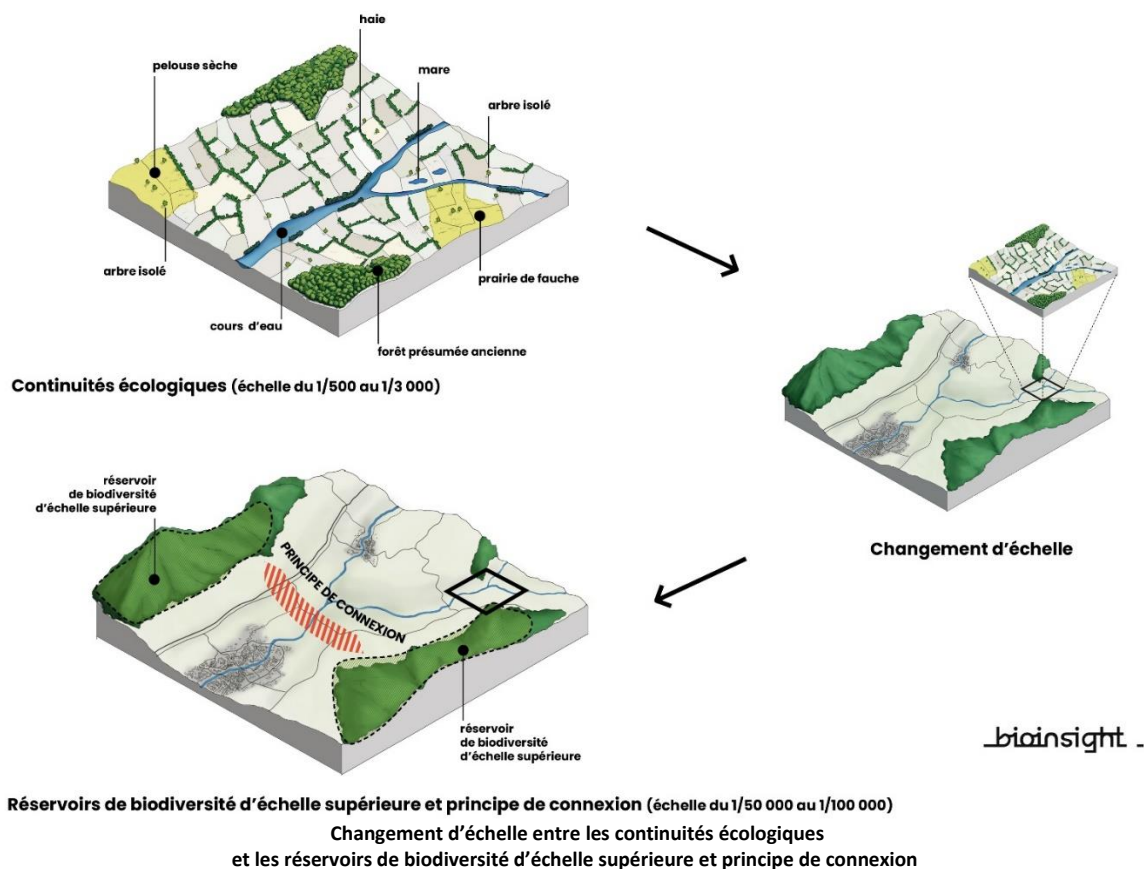 haie
pelouse sèche
mare
arbre isolé
arbre isolé
prairie de fauche
cours d'eau
forêt présumée ancienne
Continuités écologiques (échelle du 1/500 au 1/3 000)
Changement d'échelle
réservoir
de biodiversité
d'échelle supérieure
PRINCIPE DE CONNEXION
réservoir
de biodiversité
d'échelle supérieure
bioinsight
Réservoirs de biodiversité d'échelle supérieure et principe de connexion (échelle du 1/50 000 au 1/100 000)
Changement d'échelle entre les continuités écologiques
et les réservoirs de biodiversité d'échelle supérieure et principe de connexion